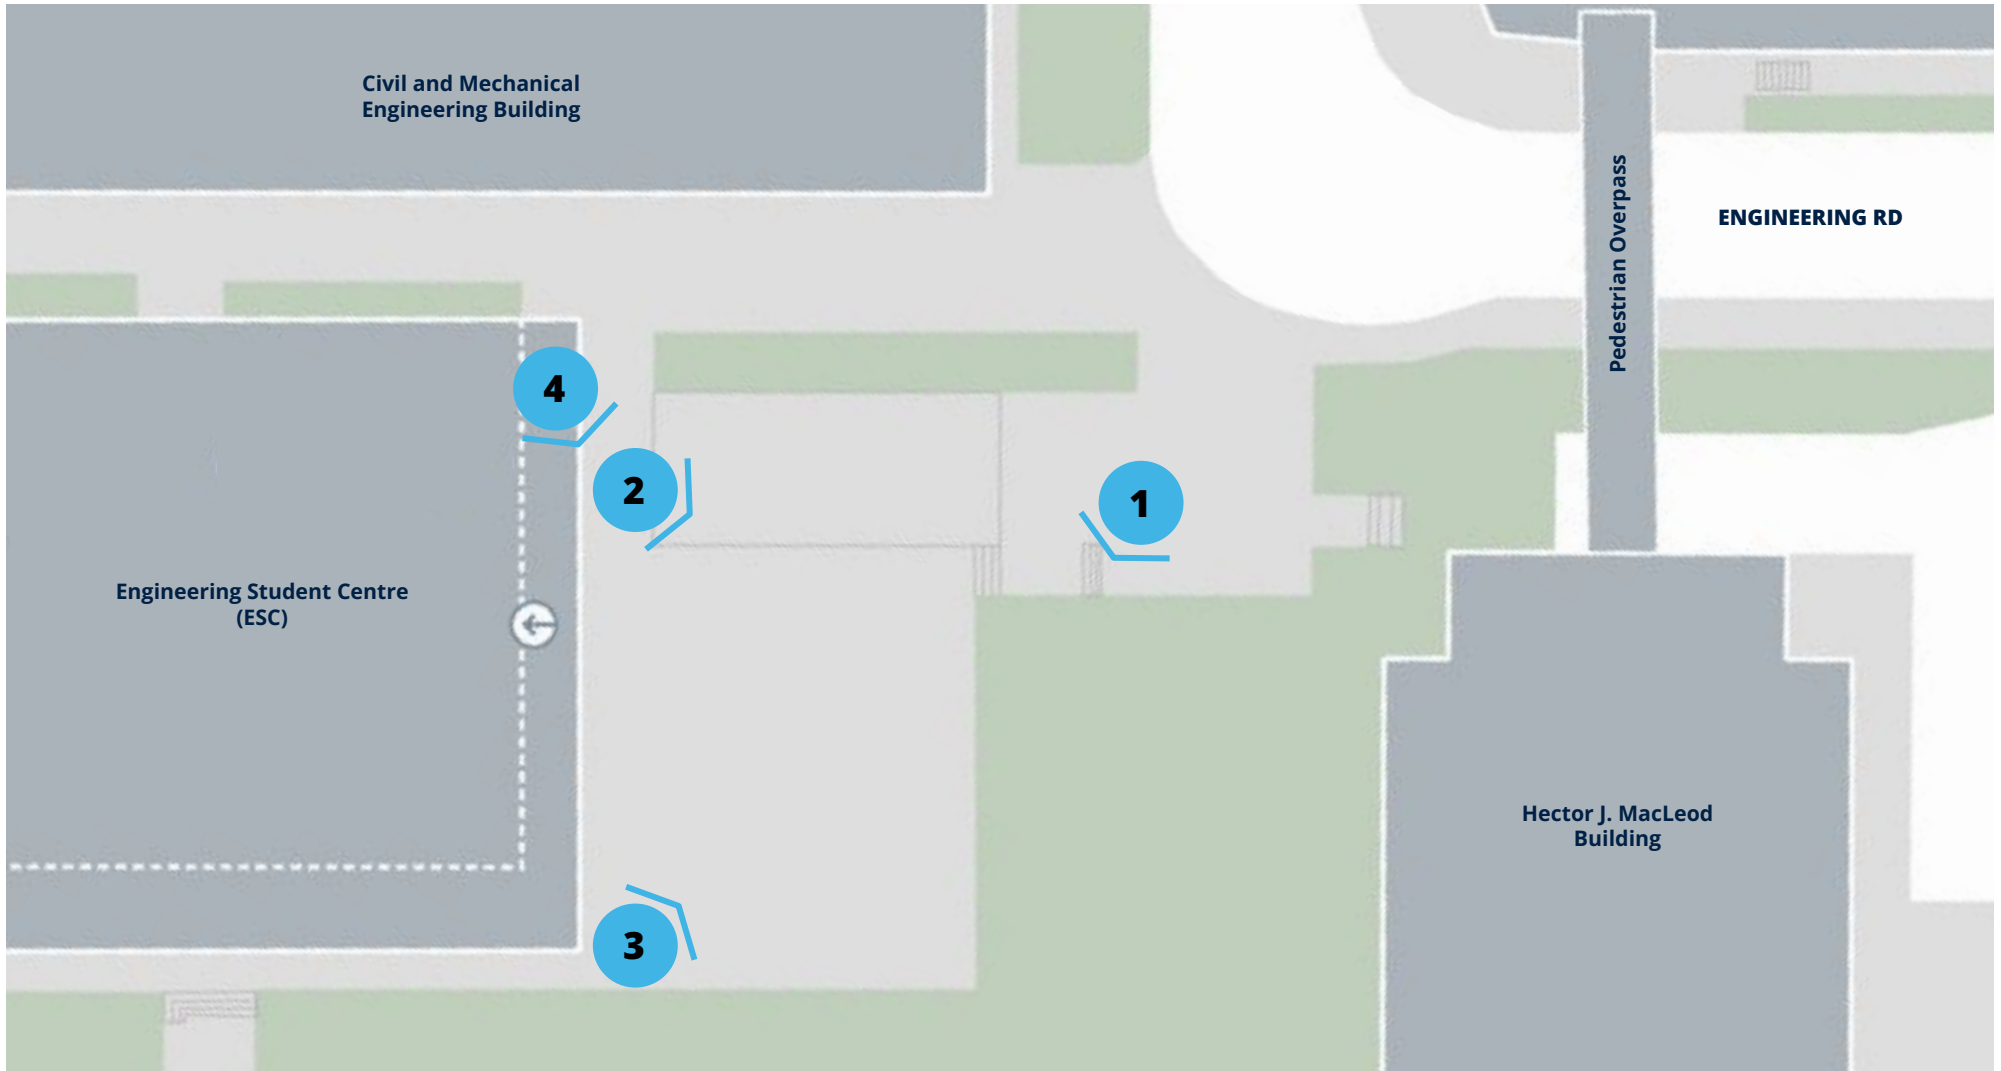 Civil and Mechanical
Engineering Building
Pedestrian Overpass
ENGINEERING RD
4
2
1
Engineering Student Centre
(ESC)
Hector J. MacLeod
Building
3